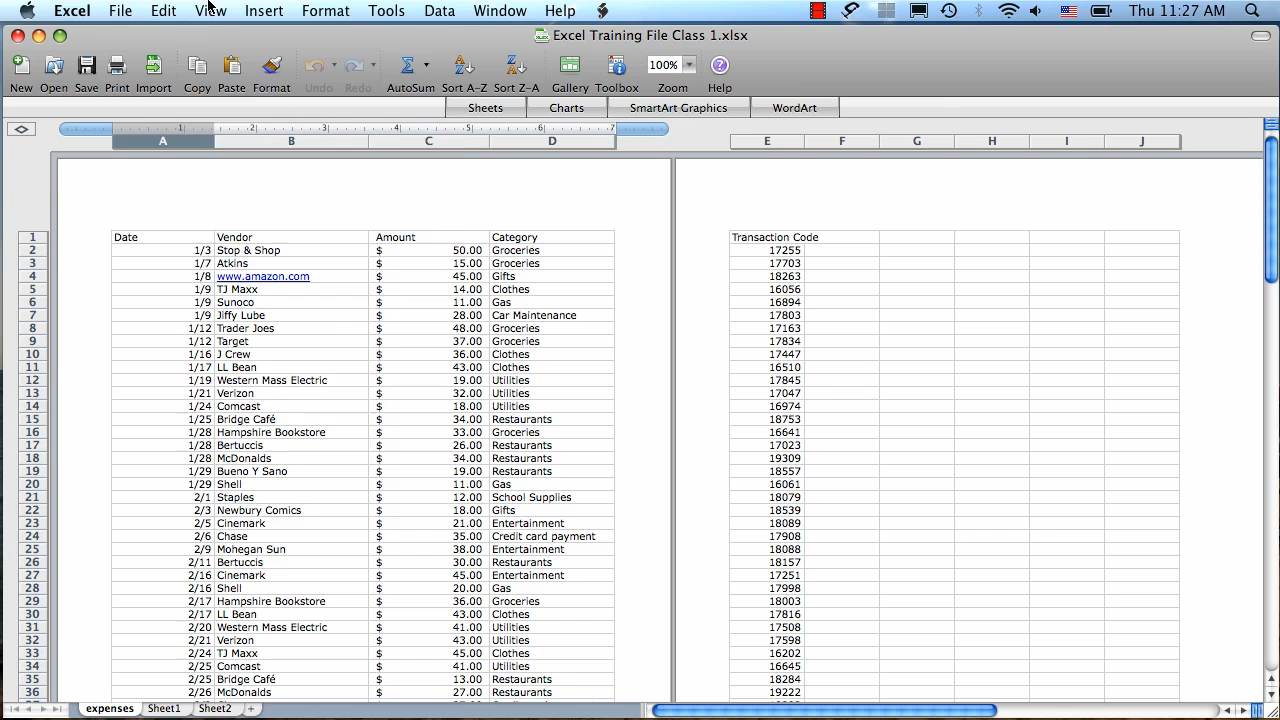 Excel File Edit View Insert Format Tools Data Window Help Thu 11:27 AM
Excel Training File Class 1.xlsx
100%
New Open Save Print Import Copy Paste Format Undo Redo AutoSum Sort A-Z Sort Z-A Gallery Toolbox Zoom Help
Sheets Charts SmartArt Graphics WordArt
1 2 3 4 5 6 7
A B C D E F G H I J
1 Date Vendor Amount Category Transaction Code
2 1/3 Stop & Shop $ 50.00 Groceries 17255
3 1/7 Atkins $ 15.00 Groceries 17703
4 1/8 www.amazon.com $ 45.00 Gifts 18263
5 1/9 TJ Maxx $ 14.00 Clothes 16056
6 1/9 Sunoco $ 11.00 Gas 16894
7 1/9 Jiffy Lube $ 28.00 Car Maintenance 17803
8 1/12 Trader Joes $ 48.00 Groceries 17163
9 1/12 Target $ 37.00 Groceries 17834
10 1/16 J Crew $ 36.00 Clothes 17447
11 1/17 LL Bean $ 43.00 Clothes 16510
12 1/19 Western Mass Electric $ 19.00 Utilities 17845
13 1/21 Verizon $ 32.00 Utilities 17047
14 1/24 Comcast $ 18.00 Utilities 16974
15 1/25 Bridge Café $ 34.00 Restaurants 18753
16 1/28 Hampshire Bookstore $ 33.00 Groceries 16641
17 1/28 Bertuccis $ 26.00 Restaurants 17023
18 1/28 McDonalds $ 34.00 Restaurants 19309
19 1/29 Bueno Y Sano $ 19.00 Restaurants 18557
20 1/29 Shell $ 11.00 Gas 16061
21 2/1 Staples $ 12.00 School Supplies 18079
22 2/3 Newbury Comics $ 18.00 Gifts 18539
23 2/5 Cinemark $ 21.00 Entertainment 18089
24 2/6 Chase $ 35.00 Credit card payment 17908
25 2/9 Mohegan Sun $ 38.00 Entertainment 18088
26 2/11 Bertuccis $ 30.00 Restaurants 18157
27 2/16 Cinemark $ 45.00 Entertainment 17251
28 2/16 Shell $ 20.00 Gas 17998
29 2/17 Hampshire Bookstore $ 36.00 Groceries 18003
30 2/17 LL Bean $ 43.00 Clothes 17816
31 2/20 Western Mass Electric $ 41.00 Utilities 17508
32 2/21 Verizon $ 43.00 Utilities 17598
33 2/24 TJ Maxx $ 45.00 Clothes 16202
34 2/25 Comcast $ 41.00 Utilities 16645
35 2/25 Bridge Café $ 13.00 Restaurants 18284
36 2/26 McDonalds $ 27.00 Restaurants 19222
expenses Sheet1 Sheet2